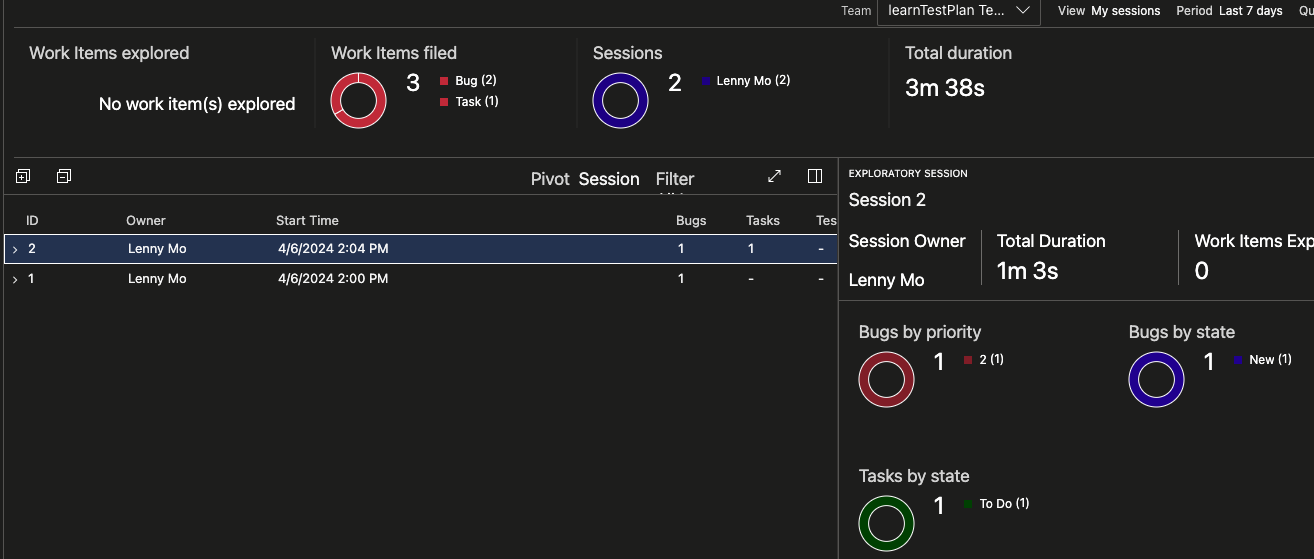 Team learnTestPlan Te... View My sessions Period Last 7 days Qu
Work Items explored
No work item(s) explored
Work Items filed
3
Bug (2)
Task (1)
Sessions
2
Lenny Mo (2)
Total duration
3m 38s
Pivot Session Filter
ID Owner Start Time Bugs Tasks Tes
2 Lenny Mo 4/6/2024 2:04 PM 1 1 -
1 Lenny Mo 4/6/2024 2:00 PM 1 - -
EXPLORATORY SESSION
Session 2
Session Owner
Lenny Mo
Total Duration
1m 3s
Work Items Exp
0
Bugs by priority
1
2 (1)
Bugs by state
1
New (1)
Tasks by state
1
To Do (1)